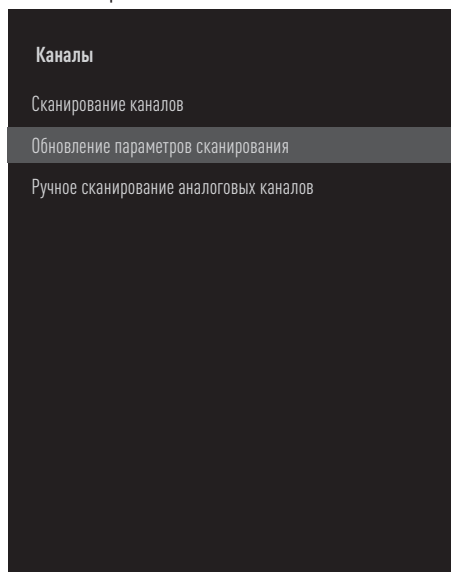 Каналы
Сканирование каналов
Обновление параметров сканирования
Ручное сканирование аналоговых каналов